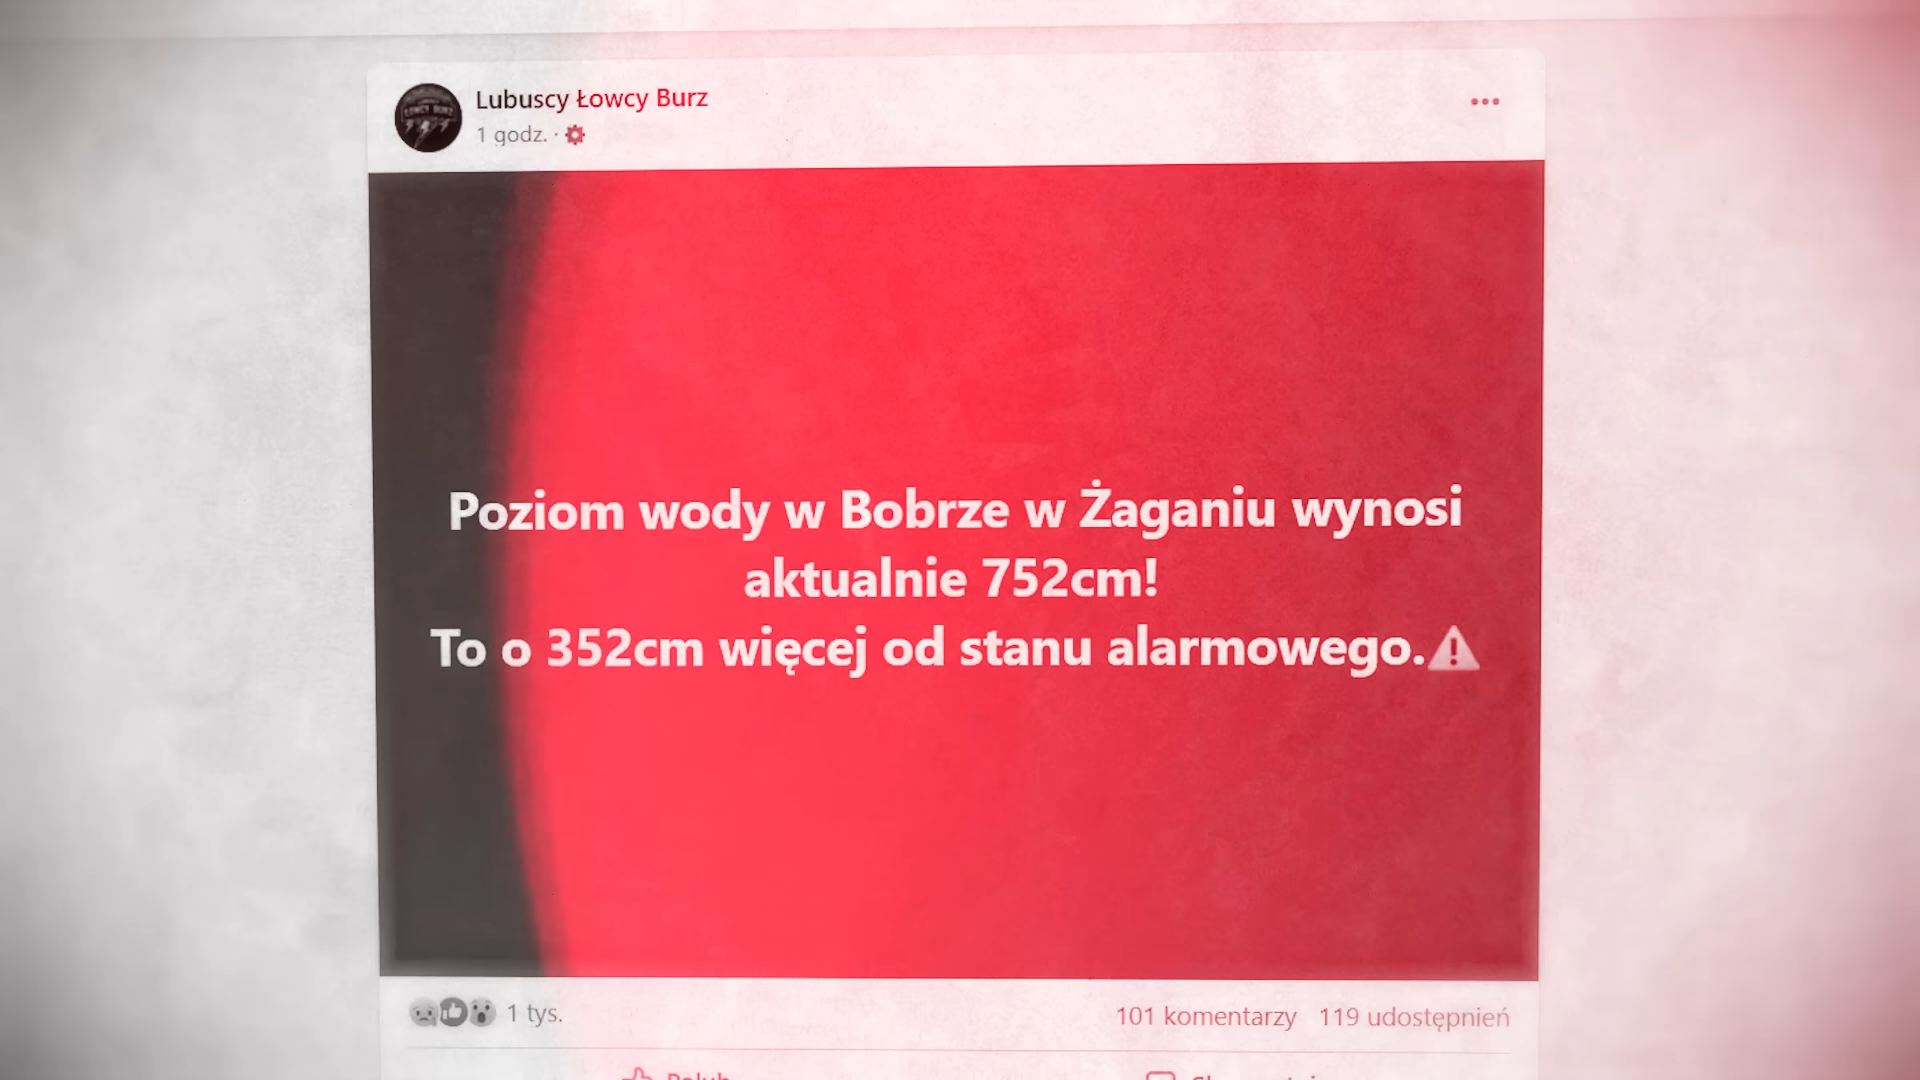 Lubuscy Łowcy Burz
1 godz. ·
Poziom wody w Bobrze w Żaganiu wynosi
aktualnie 752cm!
To o 352cm więcej od stanu alarmowego.⚠
1 tys.
101 komentarzy 119 udostępnień